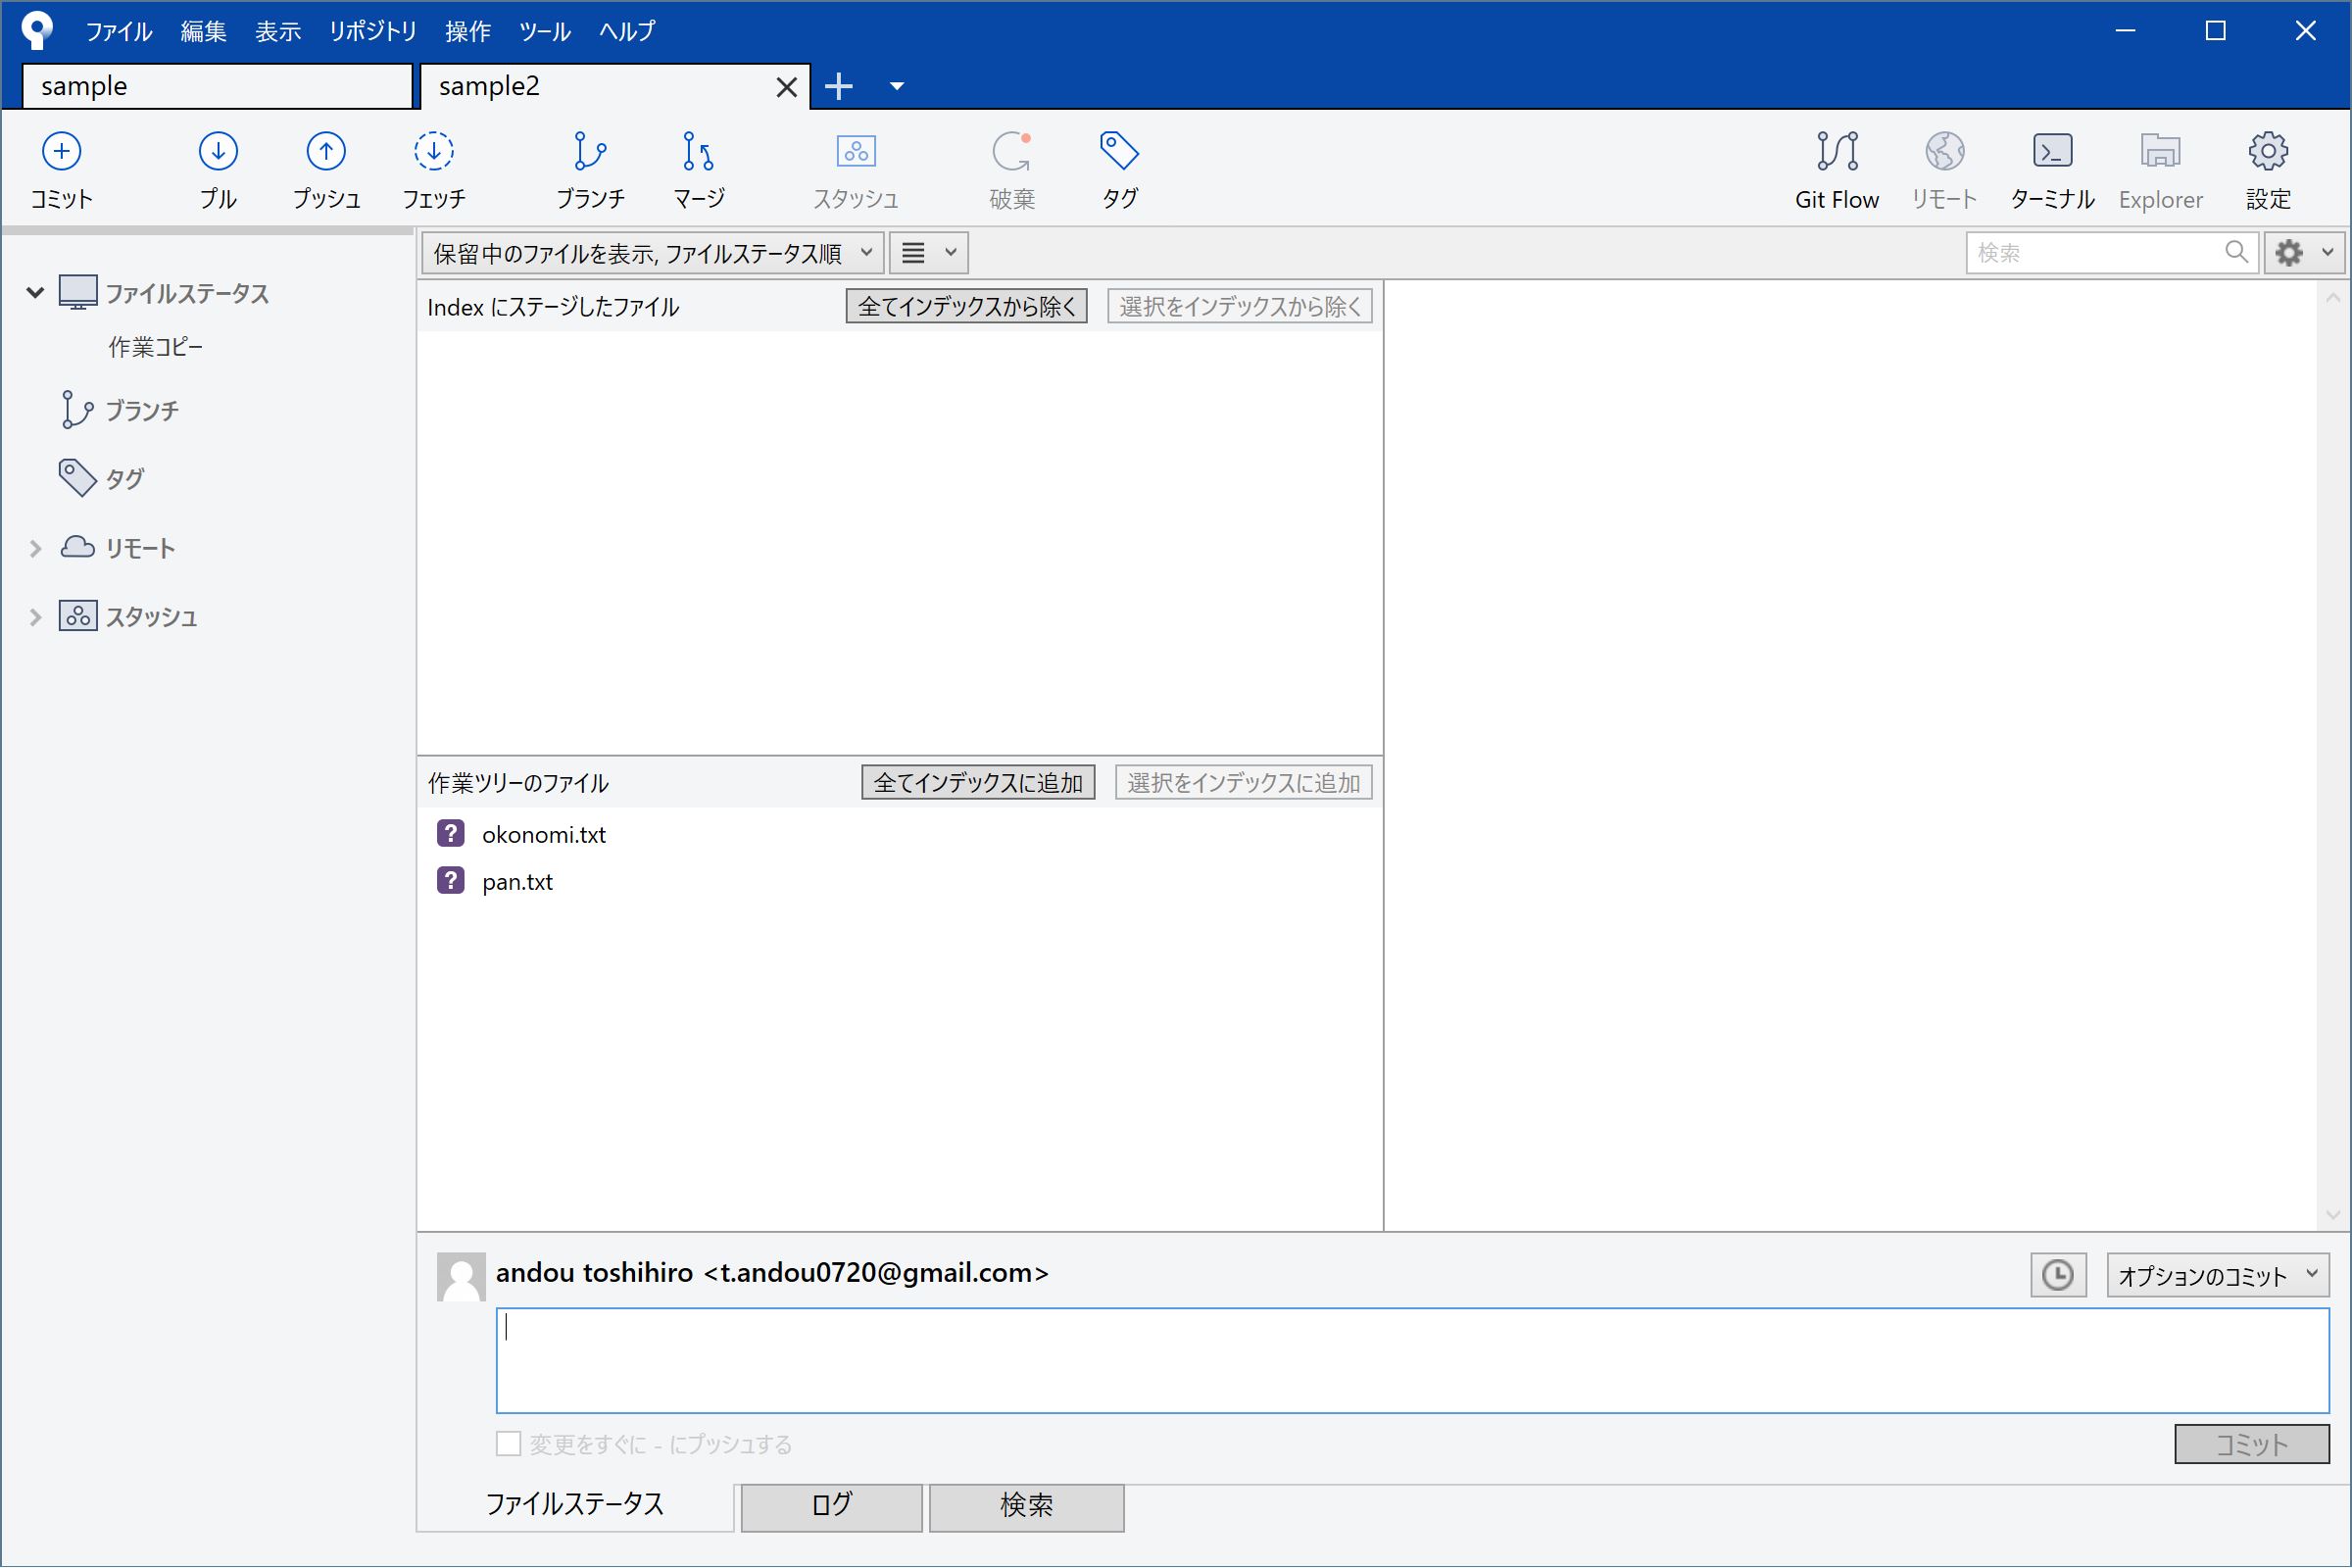 ファイル 編集 表示 リポジトリ 操作 ツール ヘルプ
sample sample2
コミット プル プッシュ フェッチ ブランチ マージ スタッシュ 破棄 タグ Git Flow リモート ターミナル Explorer 設定
保留中のファイルを表示, ファイルステータス順 検索
ファイルステータス
作業コピー
ブランチ
タグ
リモート
スタッシュ
Index にステージしたファイル 全てインデックスから除く 選択をインデックスから除く
作業ツリーのファイル 全てインデックスに追加 選択をインデックスに追加
? okonomi.txt
? pan.txt
andou toshihiro <t.andou0720@gmail.com> オプションのコミット
変更をすぐに - にプッシュする コミット
ファイルステータス ログ 検索